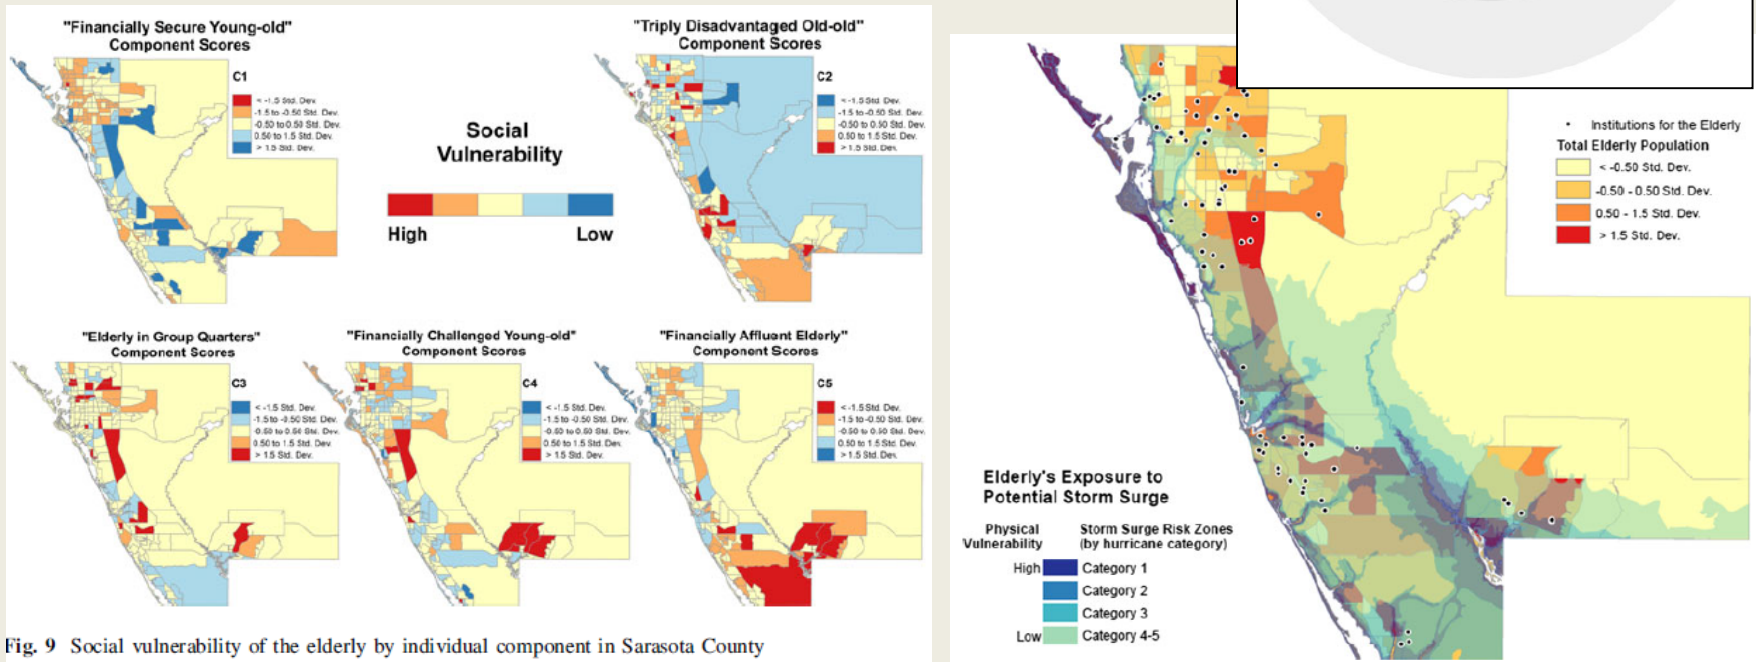 "Financially Secure Young-old"
Component Scores
C1
< -1.5 Std. Dev.
-1.5 to -0.50 Std. Dev.
-0.50 to 0.50 Std. Dev.
0.50 to 1.5 Std. Dev.
> 1.5 Std. Dev.
Social
Vulnerability
High
Low
"Triply Disadvantaged Old-old"
Component Scores
C2
< -1.5 Std. Dev.
-1.5 to -0.50 Std. Dev.
-0.50 to 0.50 Std. Dev.
0.50 to 1.5 Std. Dev.
> 1.5 Std. Dev.
"Elderly in Group Quarters"
Component Scores
C3
< -1.5 Std. Dev.
-1.5 to -0.50 Std. Dev.
-0.50 to 0.50 Std. Dev.
0.50 to 1.5 Std. Dev.
> 1.5 Std. Dev.
"Financially Challenged Young-old"
Component Scores
C4
< -1.5 Std. Dev.
-1.5 to -0.50 Std. Dev.
-0.50 to 0.50 Std. Dev.
0.50 to 1.5 Std. Dev.
> 1.5 Std. Dev.
"Financially Affluent Elderly"
Component Scores
C5
< -1.5 Std. Dev.
-1.5 to -0.50 Std. Dev.
-0.50 to 0.50 Std. Dev.
0.50 to 1.5 Std. Dev.
> 1.5 Std. Dev.
Fig. 9 Social vulnerability of the elderly by individual component in Sarasota County
Institutions for the Elderly
Total Elderly Population
< -0.50 Std. Dev.
-0.50 - 0.50 Std. Dev.
0.50 - 1.5 Std. Dev.
> 1.5 Std. Dev.
Elderly's Exposure to
Potential Storm Surge
Physical
Vulnerability
Storm Surge Risk Zones
(by hurricane category)
High
Category 1
Category 2
Category 3
Low
Category 4-5